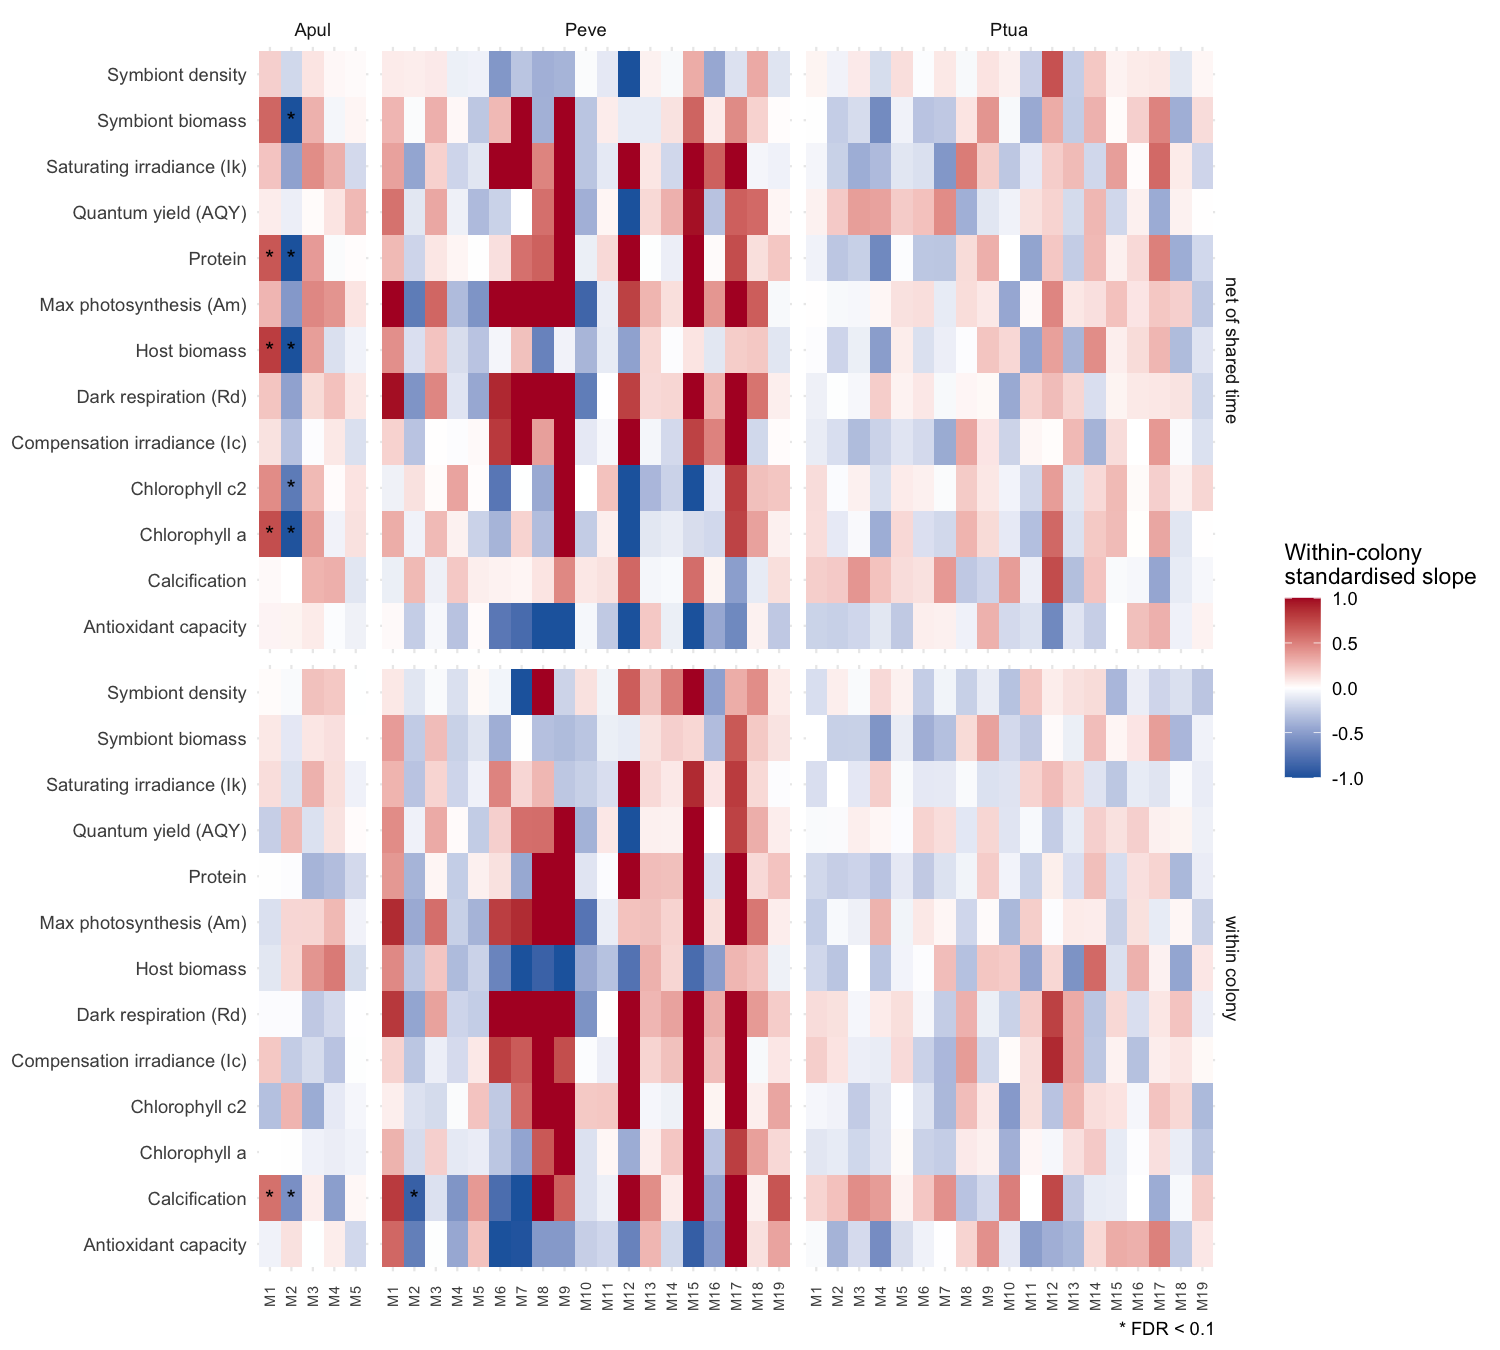 Apul Peve Ptua
Symbiont density
Symbiont biomass
*
Saturating irradiance (Ik)
Quantum yield (AQY)
Protein
* *
Max photosynthesis (Am)
Host biomass
* *
Dark respiration (Rd)
Compensation irradiance (Ic)
Chlorophyll c2
*
Chlorophyll a
* *
Calcification
Antioxidant capacity
net of shared time
Symbiont density
Symbiont biomass
Saturating irradiance (Ik)
Quantum yield (AQY)
Protein
Max photosynthesis (Am)
Host biomass
Dark respiration (Rd)
Compensation irradiance (Ic)
Chlorophyll c2
Chlorophyll a
Calcification
* * *
Antioxidant capacity
within colony
M1 M2 M3 M4 M5 M1 M2 M3 M4 M5 M6 M7 M8 M9 M10 M11 M12 M13 M14 M15 M16 M17 M18 M19 M1 M2 M3 M4 M5 M6 M7 M8 M9 M10 M11 M12 M13 M14 M15 M16 M17 M18 M19
* FDR < 0.1
Within-colony
standardised slope
1.0
0.5
0.0
-0.5
-1.0